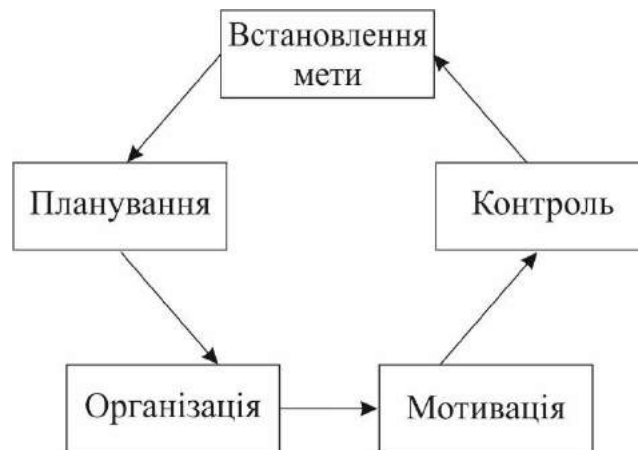 Встановлення
мети
Планування
Контроль
Організація
Мотивація